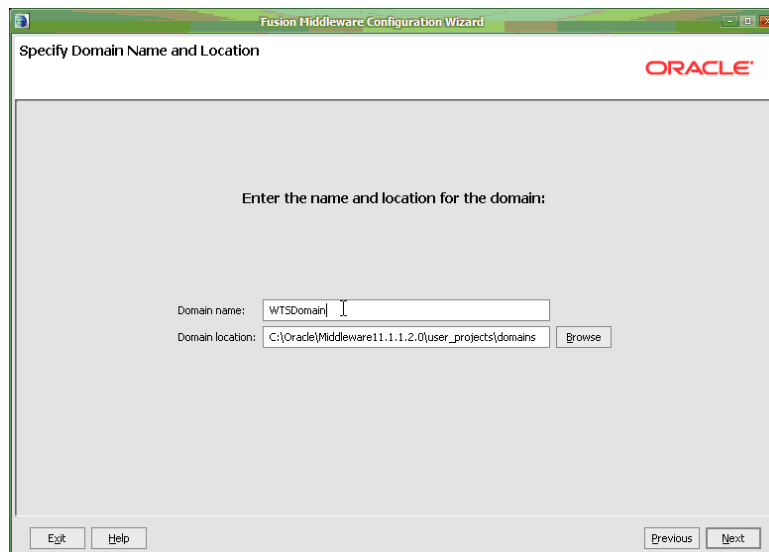 Fusion Middleware Configuration Wizard
Specify Domain Name and Location
ORACLE
Enter the name and location for the domain:
Domain name: WTSDomain
Domain location: C:\Oracle\Middleware11.1.1.2.0\user_projects\domains Browse
Exit Help Previous Next